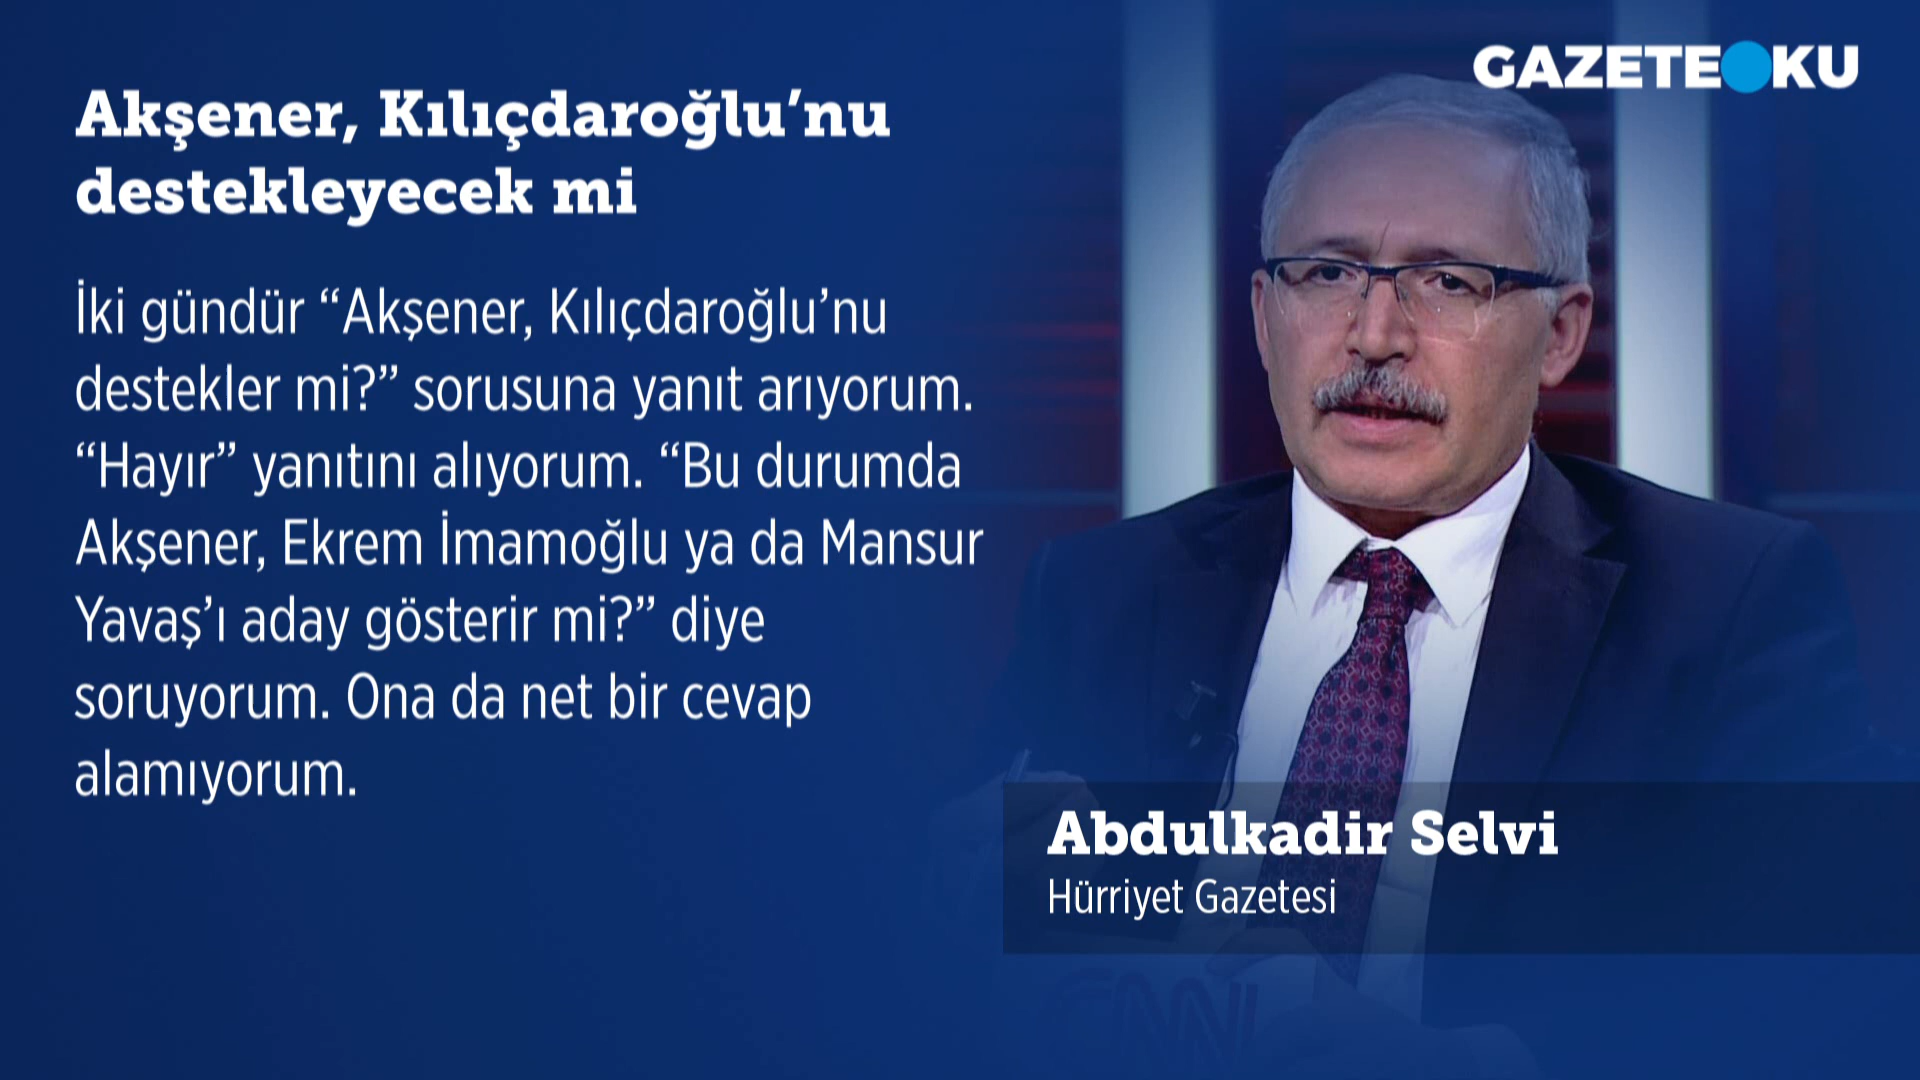 GAZETEOKU
Akşener, Kılıçdaroğlu’nu
destekleyecek mi
İki gündür “Akşener, Kılıçdaroğlu’nu
destekler mi?” sorusuna yanıt arıyorum.
“Hayır” yanıtını alıyorum. “Bu durumda
Akşener, Ekrem İmamoğlu ya da Mansur
Yavaş’ı aday gösterir mi?” diye
soruyorum. Ona da net bir cevap
alamıyorum.
Abdulkadir Selvi
Hürriyet Gazetesi
CNN